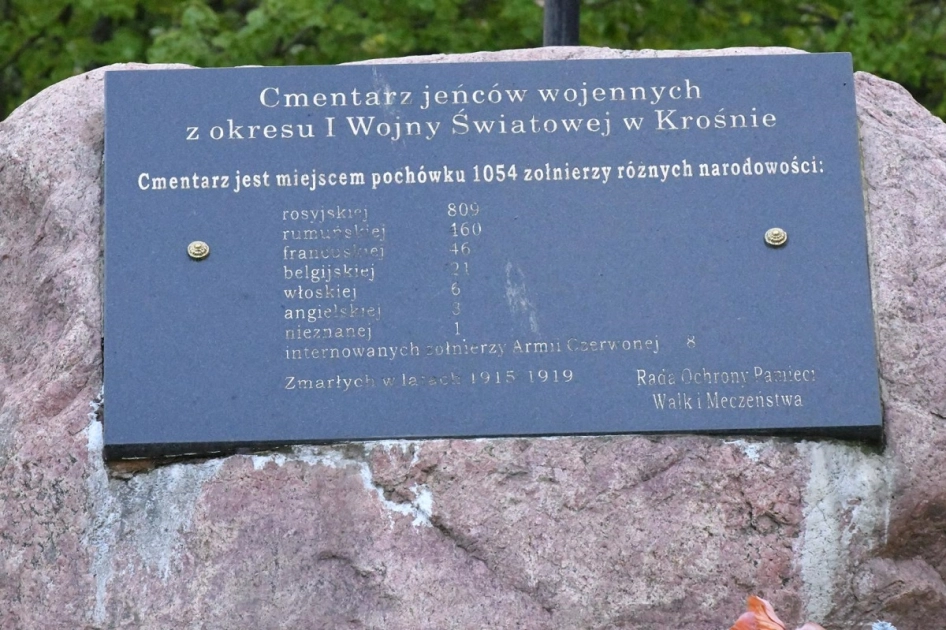 Cmentarz jeńców wojennych
z okresu I Wojny Światowej w Krośnie
Cmentarz jest miejscem pochówku 1054 zołnierzy róznych narodowości:
rosyjskiej 809
rumuńskiej 160
francuskiej 46
belgijskiej 21
włoskiej 6
angielskiej 3
nieznanej 1
internowanych zołnierzy Armii Czerwonej 8
Zmarłych w latach 1915 1919
Rada Ochrony Pamięci
Walk i Męczeństwa